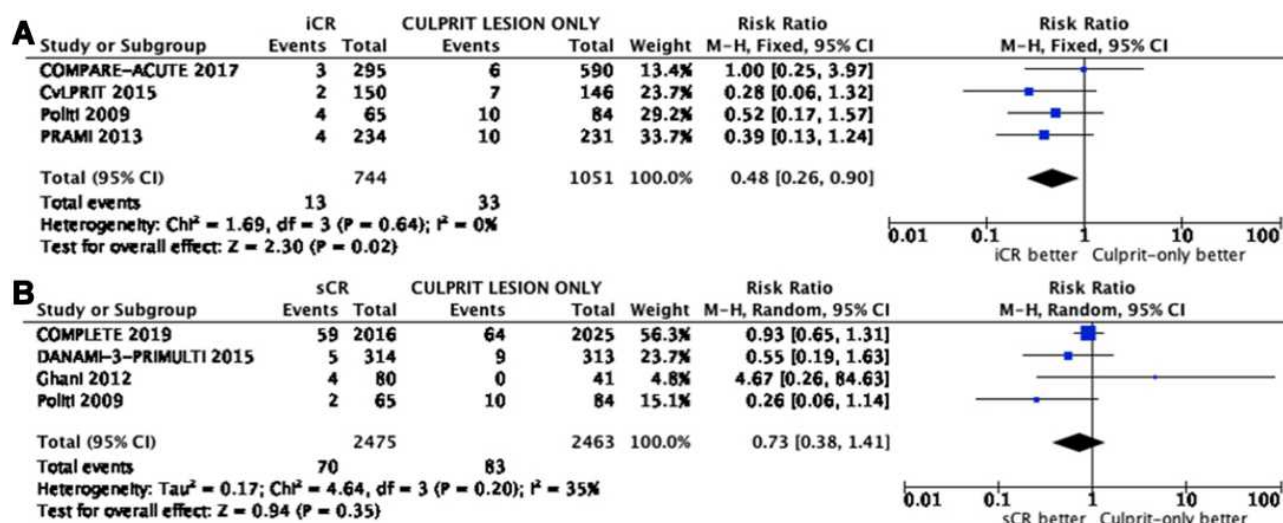 A
iCR CULPRIT LESION ONLY Risk Ratio Risk Ratio
Study or Subgroup Events Total Events Total Weight M-H, Fixed, 95% CI M-H, Fixed, 95% CI
COMPARE-ACUTE 2017 3 295 6 590 13.4% 1.00 [0.25, 3.97]
CvLPRIT 2015 2 150 7 146 23.7% 0.28 [0.06, 1.32]
Politi 2009 4 65 10 84 29.2% 0.52 [0.17, 1.57]
PRAMI 2013 4 234 10 231 33.7% 0.39 [0.13, 1.24]
Total (95% CI) 744 1051 100.0% 0.48 [0.26, 0.90]
Total events 13 33
Heterogeneity: Chi² = 1.69, df = 3 (P = 0.64); I² = 0%
Test for overall effect: Z = 2.30 (P = 0.02)
0.01 0.1 1 10 100
iCR better Culprit-only better
B
sCR CULPRIT LESION ONLY Risk Ratio Risk Ratio
Study or Subgroup Events Total Events Total Weight M-H, Random, 95% CI M-H, Random, 95% CI
COMPLETE 2019 59 2016 64 2025 56.3% 0.93 [0.65, 1.31]
DANAMI-3-PRIMULTI 2015 5 314 9 313 23.7% 0.55 [0.19, 1.63]
Ghani 2012 4 80 0 41 4.8% 4.67 [0.26, 84.63]
Politi 2009 2 65 10 84 15.1% 0.26 [0.06, 1.14]
Total (95% CI) 2475 2463 100.0% 0.73 [0.38, 1.41]
Total events 70 83
Heterogeneity: Tau² = 0.17; Chi² = 4.64, df = 3 (P = 0.20); I² = 35%
Test for overall effect: Z = 0.94 (P = 0.35)
0.01 0.1 1 10 100
sCR better Culprit-only better